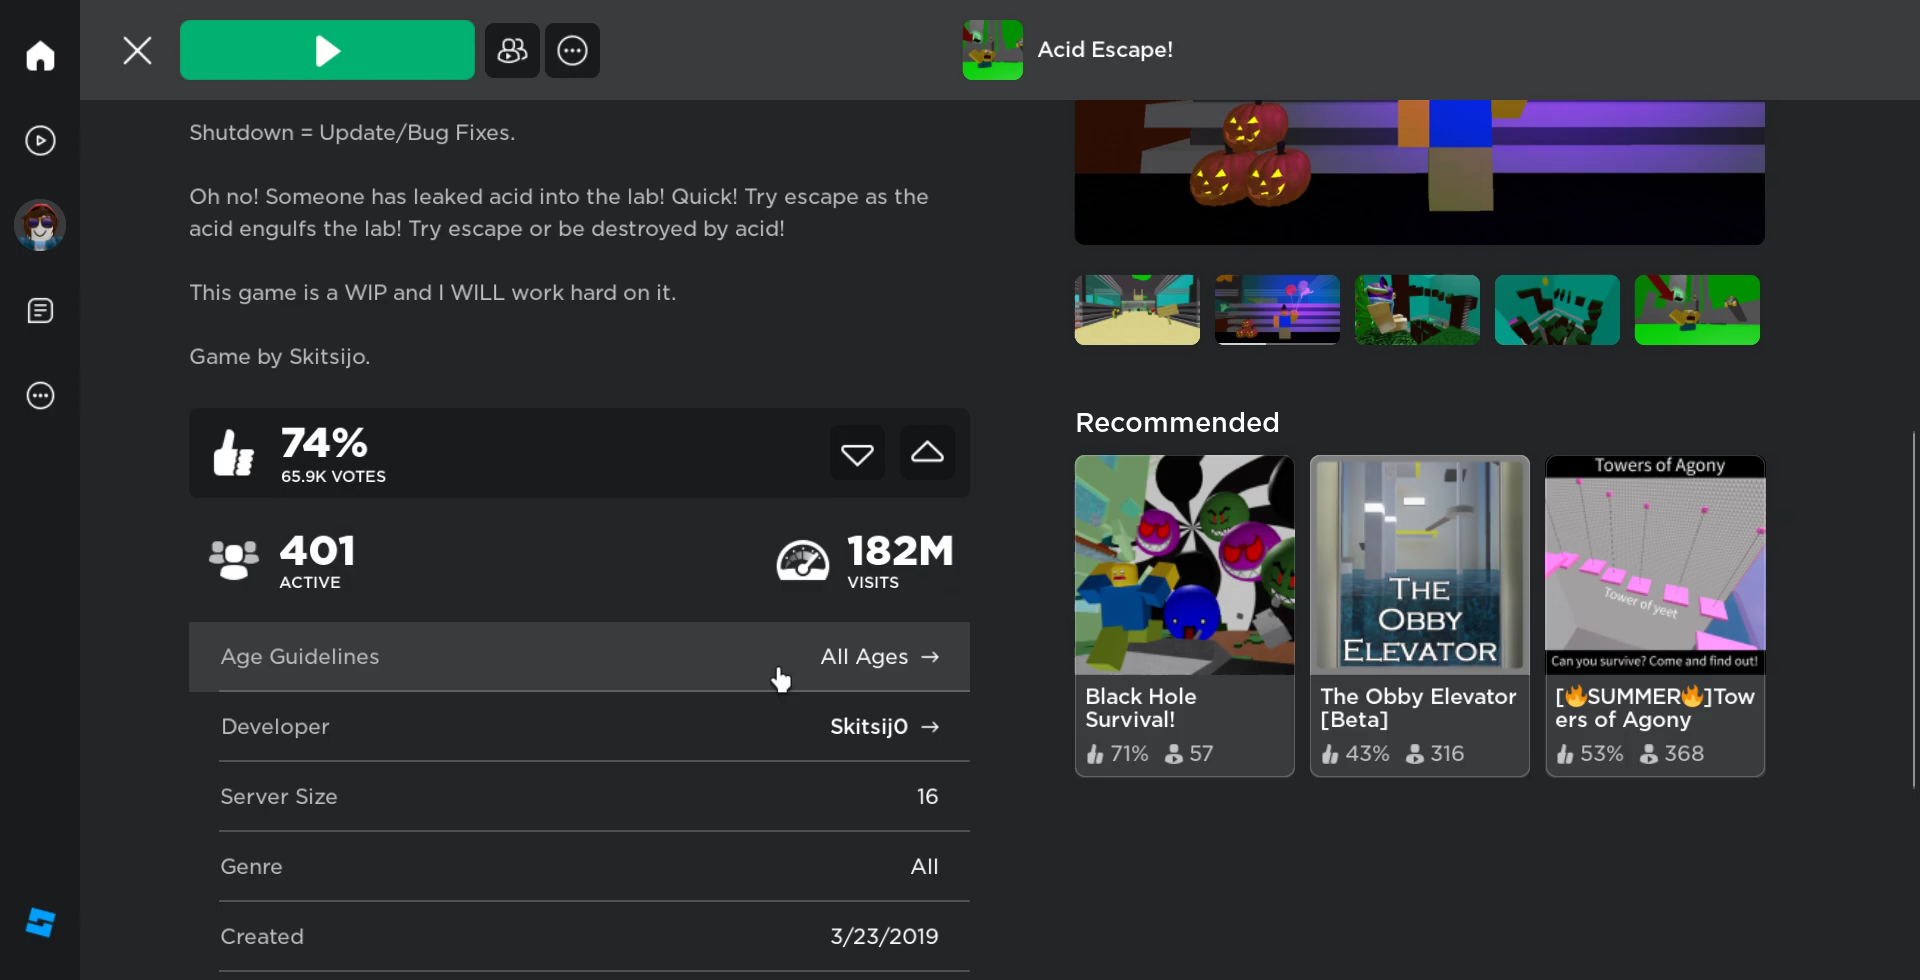 Acid Escape!
Shutdown = Update/Bug Fixes.
Oh no! Someone has leaked acid into the lab! Quick! Try escape as the
acid engulfs the lab! Try escape or be destroyed by acid!
This game is a WIP and I WILL work hard on it.
Game by Skitsijo.
74%
65.9K VOTES
401
ACTIVE
182M
VISITS
Age Guidelines
All Ages →
Developer
Skitsij0 →
Server Size
16
Genre
All
Created
3/23/2019
Recommended
Black Hole
Survival!
71% 57
THE
OBBY
ELEVATOR
The Obby Elevator
[Beta]
43% 316
Towers of Agony
Tower of yeet
Can you survive? Come and find out!
[🔥SUMMER🔥]Tow
ers of Agony
53% 368